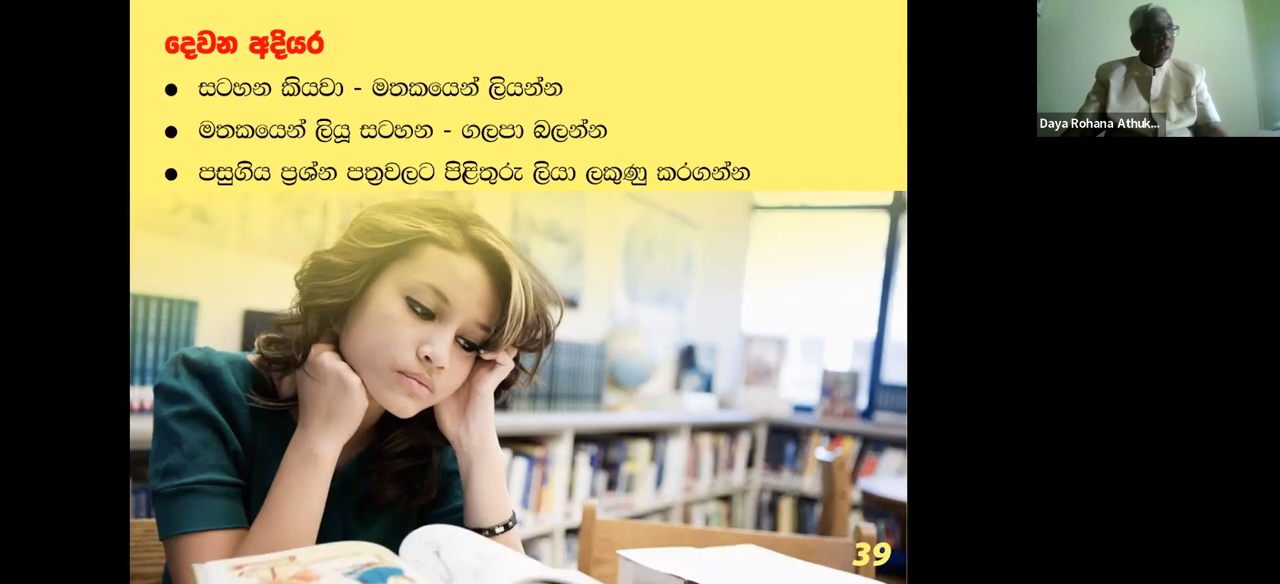 දෙවන අදියර
● සටහන කියවා - මතකයෙන් ලියන්න
● මතකයෙන් ලියූ සටහන - ගලපා බලන්න
● පසුගිය ප්‍රශ්න පත්‍රවලට පිළිතුරු ලියා ලකුණු කරගන්න
Daya Rohana Athuk...
39